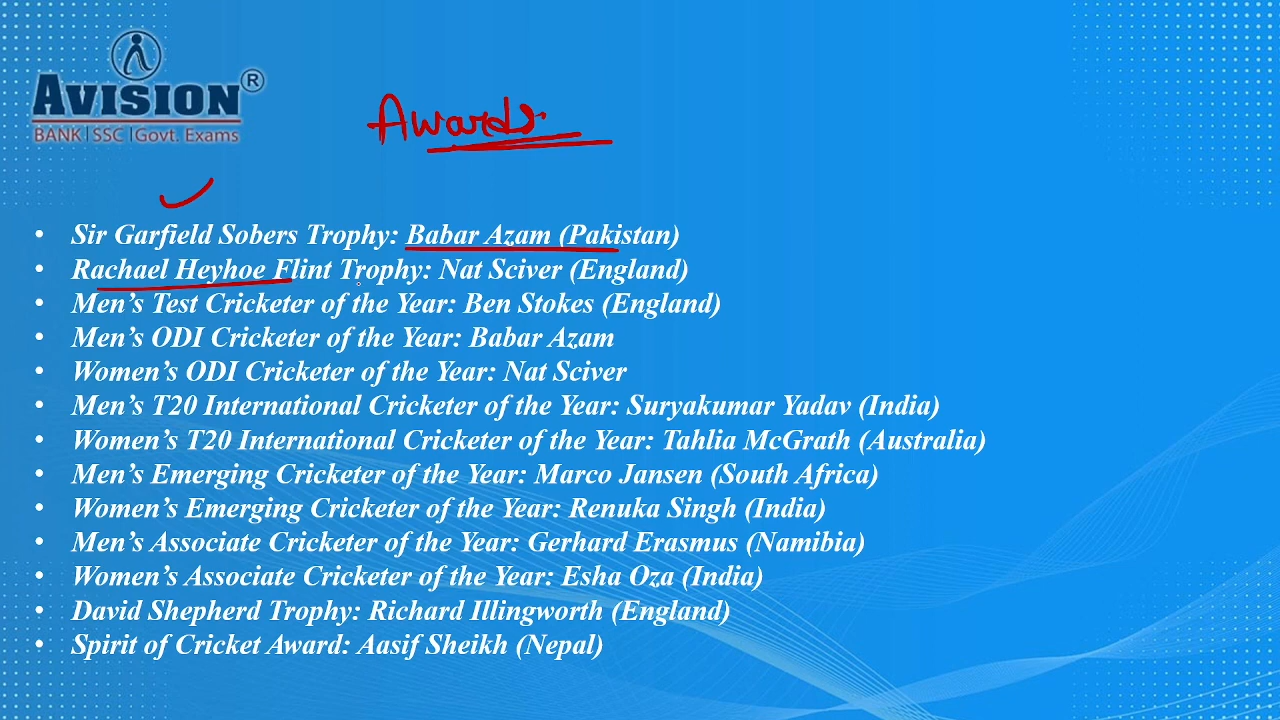 AVISION®
BANK|SSC|Govt. Exams
Awards
• Sir Garfield Sobers Trophy: Babar Azam (Pakistan)
• Rachael Heyhoe Flint Trophy: Nat Sciver (England)
• Men’s Test Cricketer of the Year: Ben Stokes (England)
• Men’s ODI Cricketer of the Year: Babar Azam
• Women’s ODI Cricketer of the Year: Nat Sciver
• Men’s T20 International Cricketer of the Year: Suryakumar Yadav (India)
• Women’s T20 International Cricketer of the Year: Tahlia McGrath (Australia)
• Men’s Emerging Cricketer of the Year: Marco Jansen (South Africa)
• Women’s Emerging Cricketer of the Year: Renuka Singh (India)
• Men’s Associate Cricketer of the Year: Gerhard Erasmus (Namibia)
• Women’s Associate Cricketer of the Year: Esha Oza (India)
• David Shepherd Trophy: Richard Illingworth (England)
• Spirit of Cricket Award: Aasif Sheikh (Nepal)